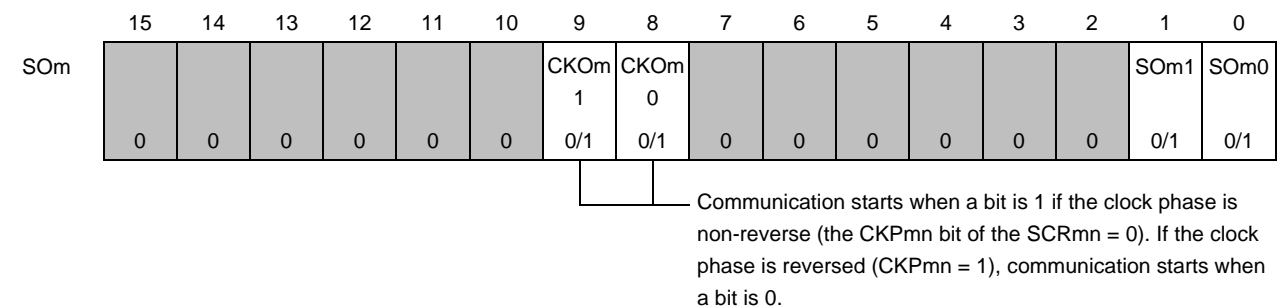 15 14 13 12 11 10 9 8 7 6 5 4 3 2 1 0
SOm CKOm CKOm SOm1 SOm0
1 0
0 0 0 0 0 0 0/1 0/1 0 0 0 0 0 0 0/1 0/1
Communication starts when a bit is 1 if the clock phase is
non-reverse (the CKPmn bit of the SCRmn = 0). If the clock
phase is reversed (CKPmn = 1), communication starts when
a bit is 0.